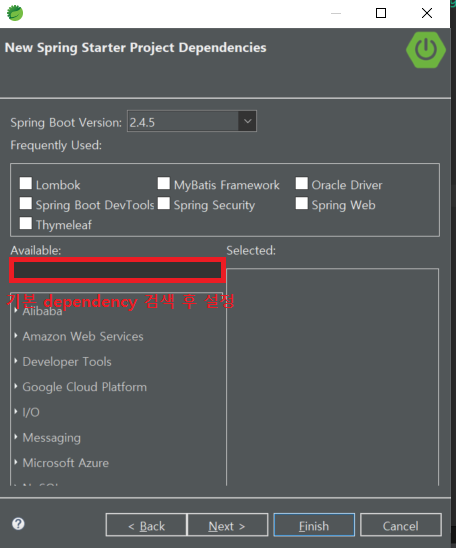 New Spring Starter Project Dependencies
Spring Boot Version: 2.4.5
Frequently Used:
Lombok MyBatis Framework Oracle Driver
Spring Boot DevTools Spring Security Spring Web
Thymeleaf
Available: Selected:
기본 dependency 검색 후 설정
Alibaba
Amazon Web Services
Developer Tools
Google Cloud Platform
I/O
Messaging
Microsoft Azure
NoSQL
< Back Next > Finish Cancel